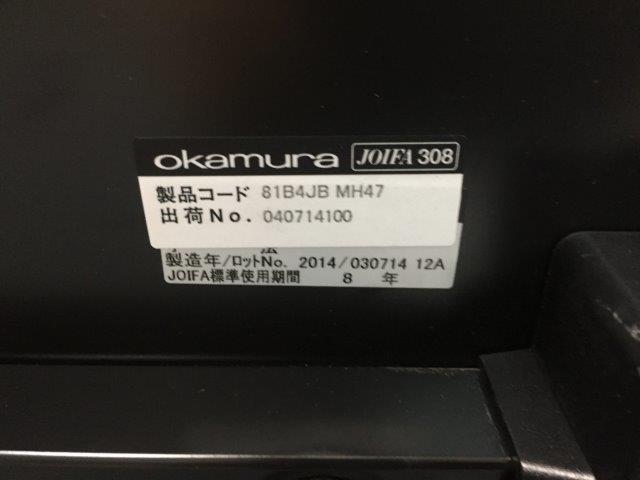 okamura JOIFA 308
製品コード 81B4JB MH47
出荷No. 040714100
製造年/ロットNo. 2014/030714 12A
JOIFA標準使用期間 8 年